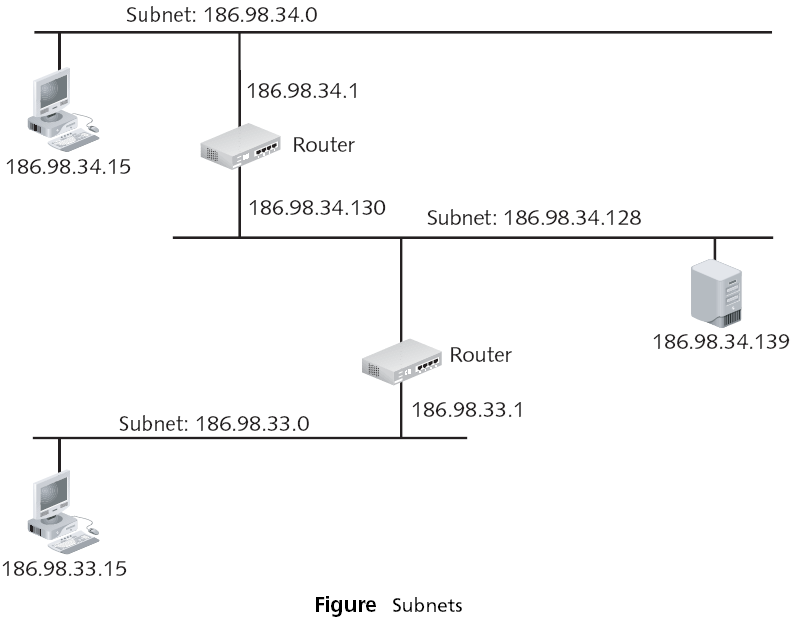 Subnet: 186.98.34.0
186.98.34.1
Router
186.98.34.15
186.98.34.130
Subnet: 186.98.34.128
186.98.34.139
Router
186.98.33.1
Subnet: 186.98.33.0
186.98.33.15
Figure Subnets